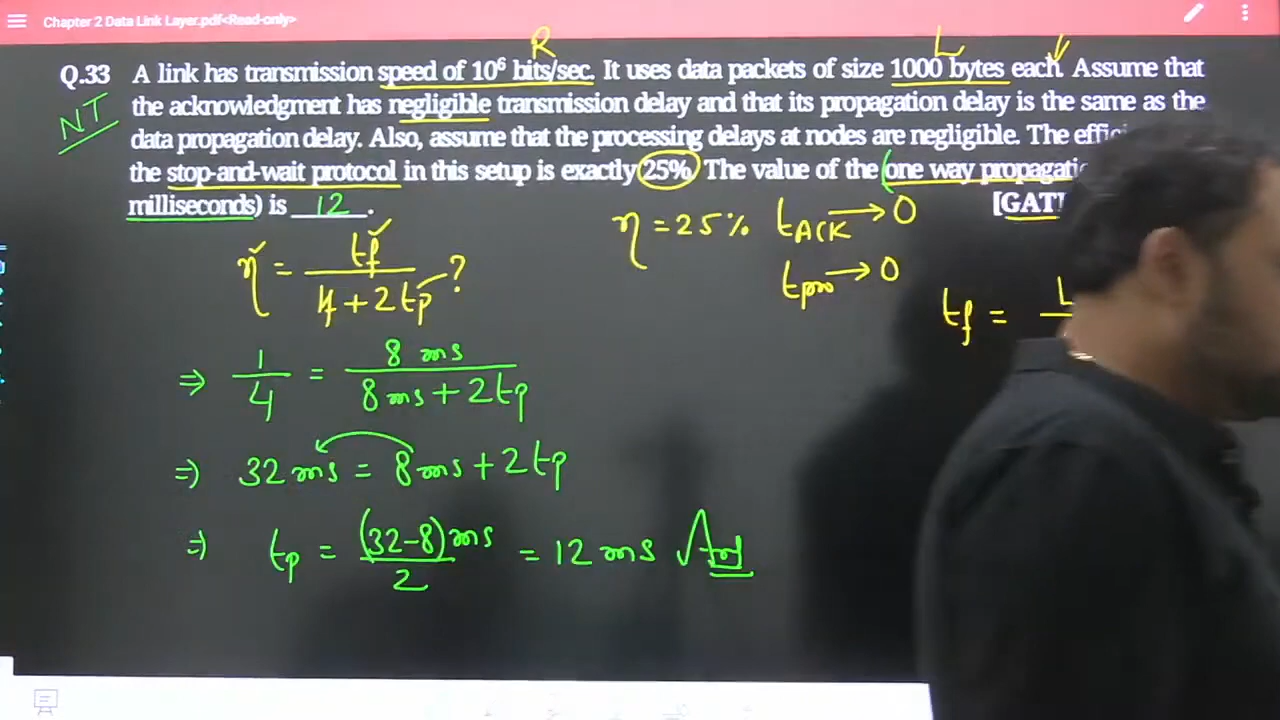 Chapter 2 Data Link Layer.pdf<Read-only>
R L
Q.33 A link has transmission speed of 10⁶ bits/sec. It uses data packets of size 1000 bytes each. Assume that
NT the acknowledgment has negligible transmission delay and that its propagation delay is the same as the
data propagation delay. Also, assume that the processing delays at nodes are negligible. The
the stop-and-wait protocol in this setup is exactly 25%. The value of the (one way
milliseconds) is 12. [GAT
η = tf / tf + 2tp ?
η = 25% tACK → 0
tpro → 0
tf = L
⇒ 1/4 = 8 ms / 8ms + 2tp
⇒ 32 ms = 8 ms + 2tp
⇒ tp = (32-8) ms / 2 = 12 ms Ans